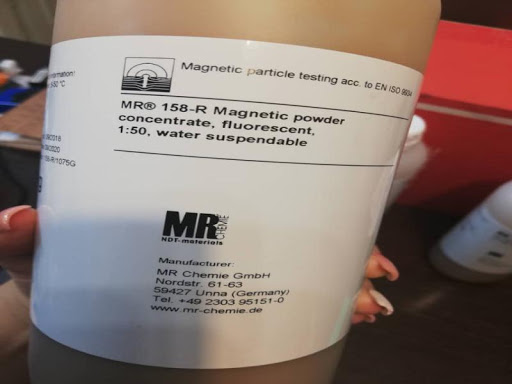 Magnetic particle testing acc. to EN ISO 9934
MR® 158-R Magnetic powder
concentrate, fluorescent,
1:50, water suspendable
MR
CHEMIE
NDT-materials
Manufacturer:
MR Chemie GmbH
Nordstr. 61-63
59427 Unna (Germany)
Tel. +49 2303 95151-0
www.mr-chemie.de